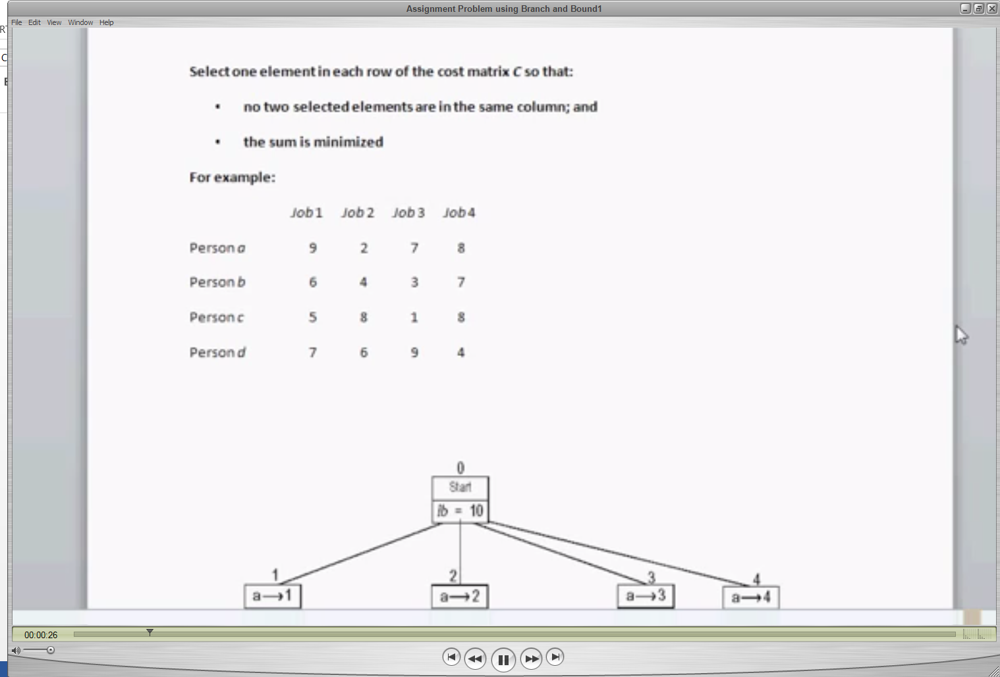 Assignment Problem using Branch and Bound1
File Edit View Window Help
Select one element in each row of the cost matrix C so that:
• no two selected elements are in the same column; and
• the sum is minimized
For example:
Job 1 Job 2 Job 3 Job 4
Person a 9 2 7 8
Person b 6 4 3 7
Person c 5 8 1 8
Person d 7 6 9 4
0
Start
lb = 10
1 2 3 4
a→1 a→2 a→3 a→4
00:00:26